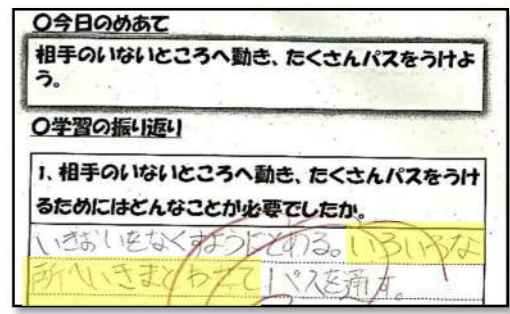 〇今日のめあて
相手のいないところへ動き、たくさんパスをうけよ
う。
〇学習の振り返り
1、相手のいないところへ動き、たくさんパスをうけ
るためにはどんなことが必要でしたか。
いきおいをなくすようにとめる。いろいろな
所へいきまとわせて パスを通す。